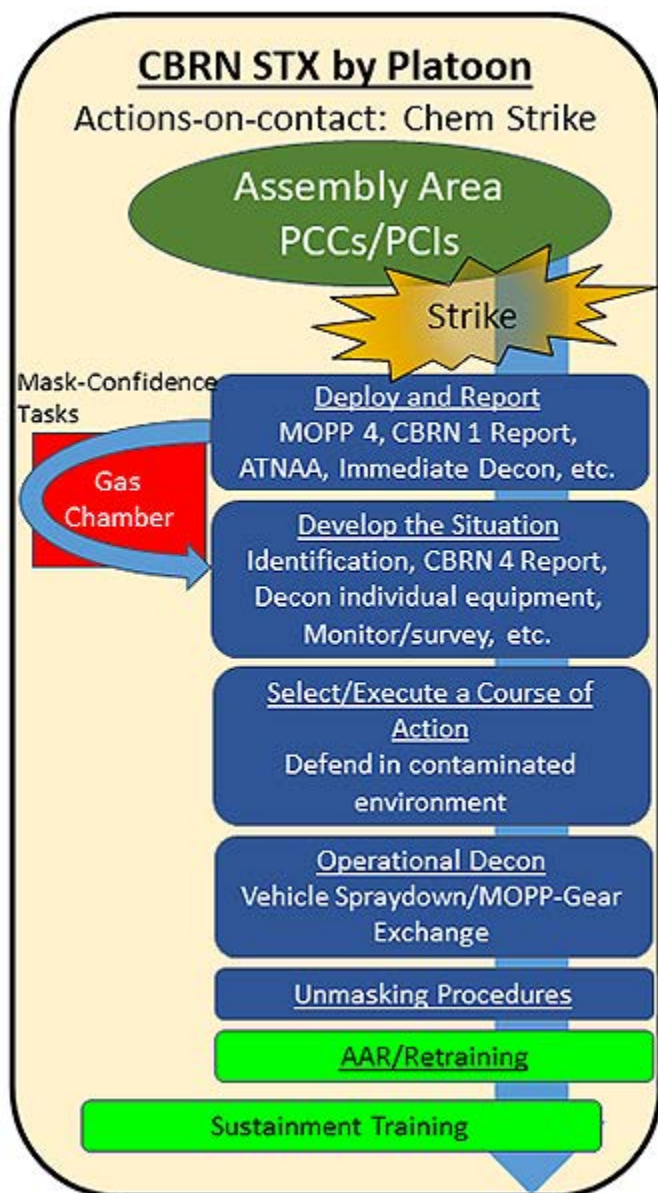 CBRN STX by Platoon
Actions-on-contact: Chem Strike
Assembly Area
PCCs/PCIs
Strike
Mask-Confidence
Tasks
Gas
Chamber
Deploy and Report
MOPP 4, CBRN 1 Report,
ATNAA, Immediate Decon, etc.
Develop the Situation
Identification, CBRN 4 Report,
Decon individual equipment,
Monitor/survey, etc.
Select/Execute a Course of
Action
Defend in contaminated
environment
Operational Decon
Vehicle Spraydown/MOPP-Gear
Exchange
Unmasking Procedures
AAR/Retraining
Sustainment Training